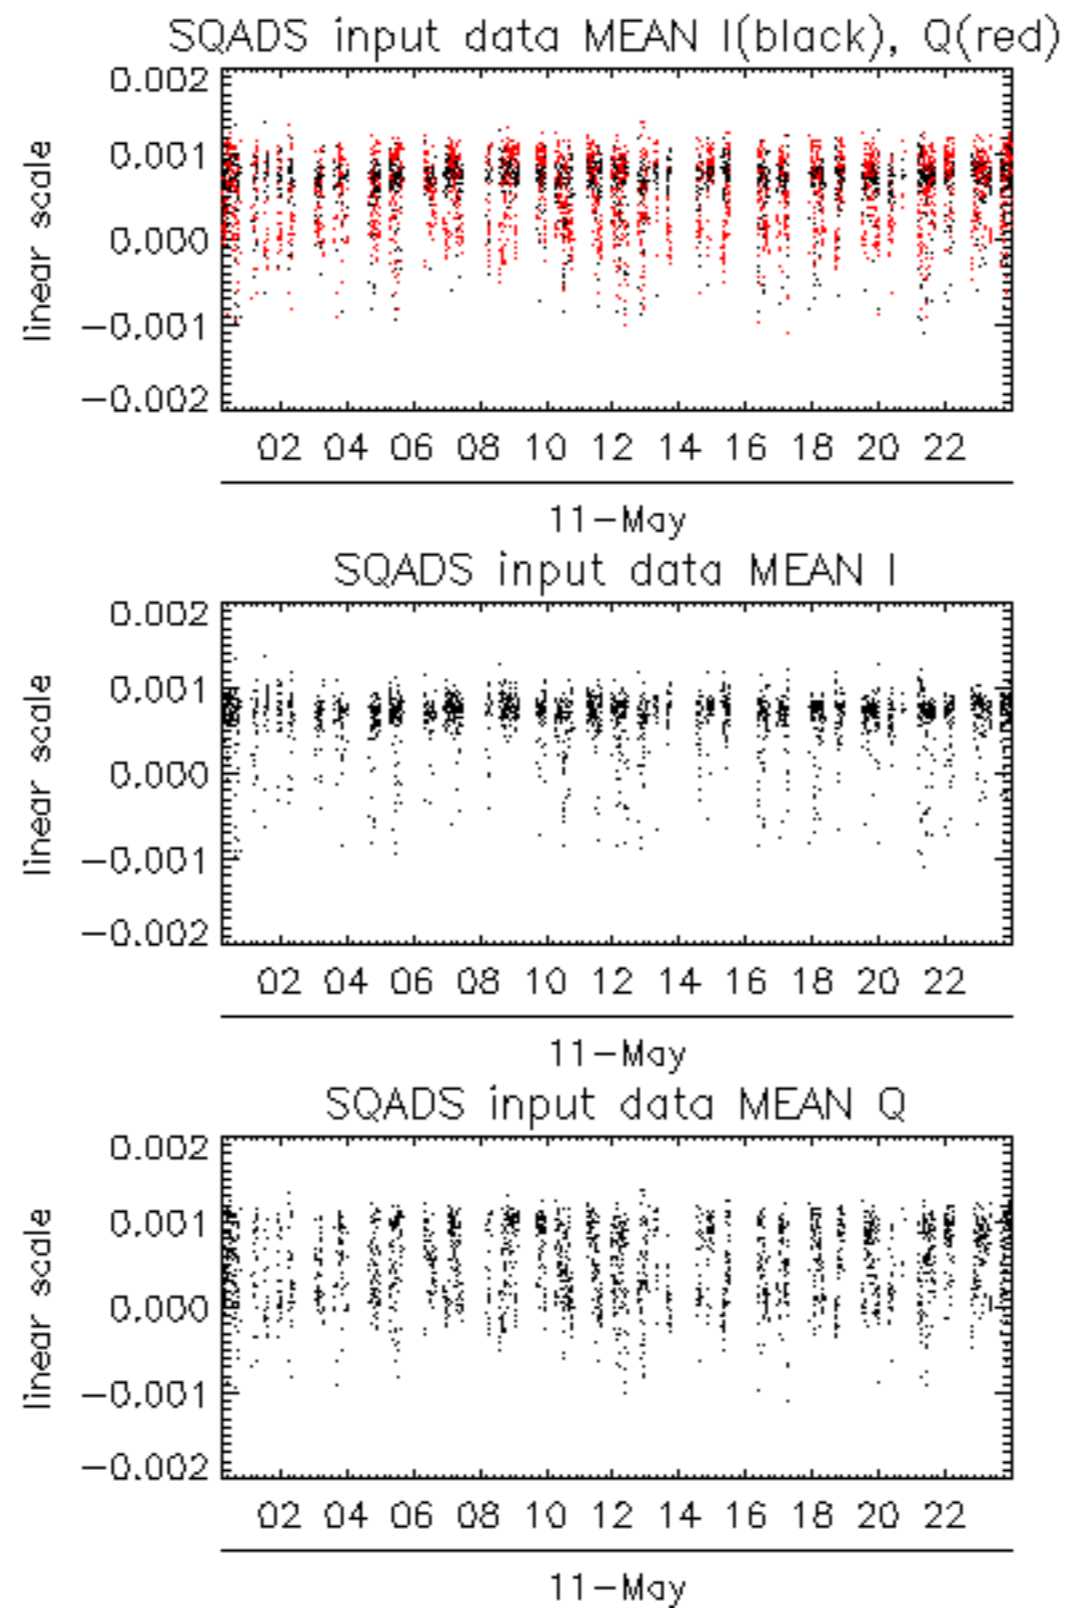 SQADS input data MEAN I(black), Q(red)
0.002
0.001
0.000
−0.001
−0.002
linear scale
02 04 06 08 10 12 14 16 18 20 22
11−May
SQADS input data MEAN I
0.002
0.001
0.000
−0.001
−0.002
linear scale
02 04 06 08 10 12 14 16 18 20 22
11−May
SQADS input data MEAN Q
0.002
0.001
0.000
−0.001
−0.002
linear scale
02 04 06 08 10 12 14 16 18 20 22
11−May